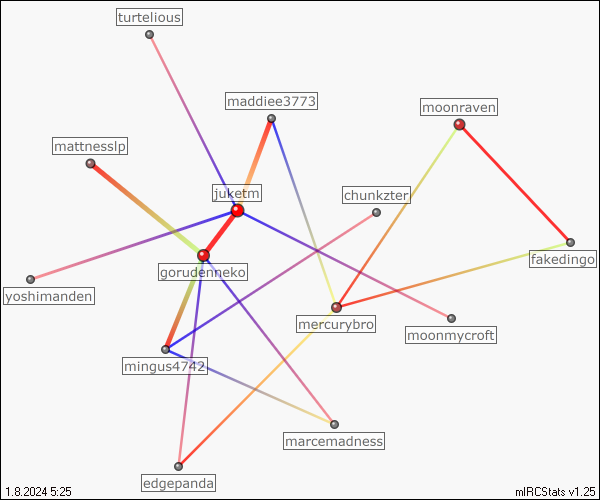 turtelious
maddiee3773
moonraven
mattnesslp
juketm
chunkzter
fakedingo
gorudenneko
yoshimanden
mercurybro
moonmycroft
mingus4742
marcemadness
edgepanda
1.8.2024 5:25
mIRCStats v1.25